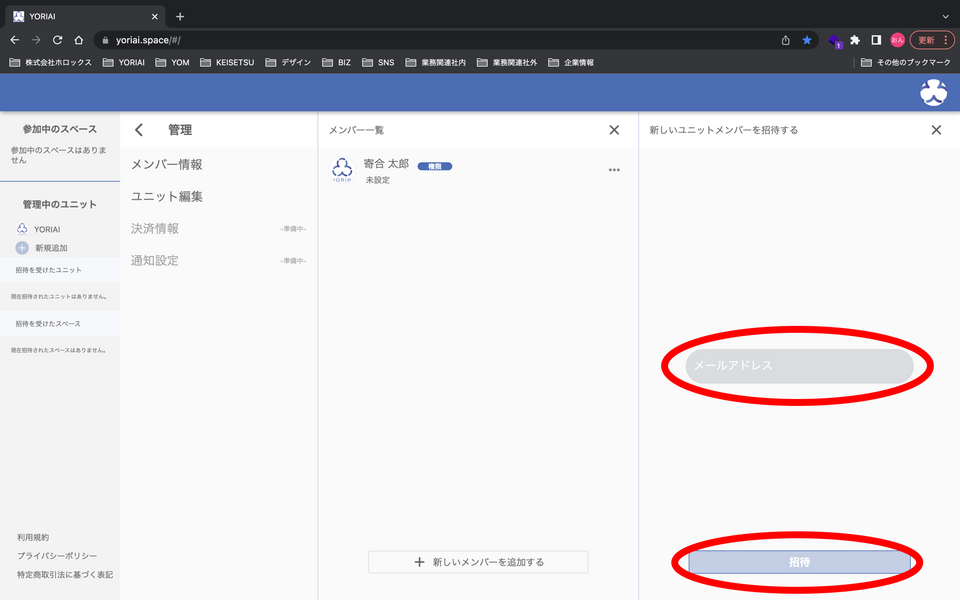 YORIAI
yoriai.space/#/
1
おん
更新
株式会社ホロックス
YORIAI
YOM
KEISETSU
デザイン
BIZ
SNS
業務関連社内
業務関連社外
企業情報
その他のブックマーク
参加中のスペース
参加中のスペースはありま
せん
管理中のユニット
YORIAI
新規追加
招待を受けたユニット
現在招待されたユニットはありません。
招待を受けたスペース
現在招待されたスペースはありません。
利用規約
プライバシーポリシー
特定商取引法に基づく表記
管理
メンバー情報
ユニット編集
決済情報
-準備中-
通知設定
-準備中-
メンバー一覧
寄合 太郎
権限
未設定
新しいメンバーを追加する
新しいユニットメンバーを招待する
メールアドレス
招待